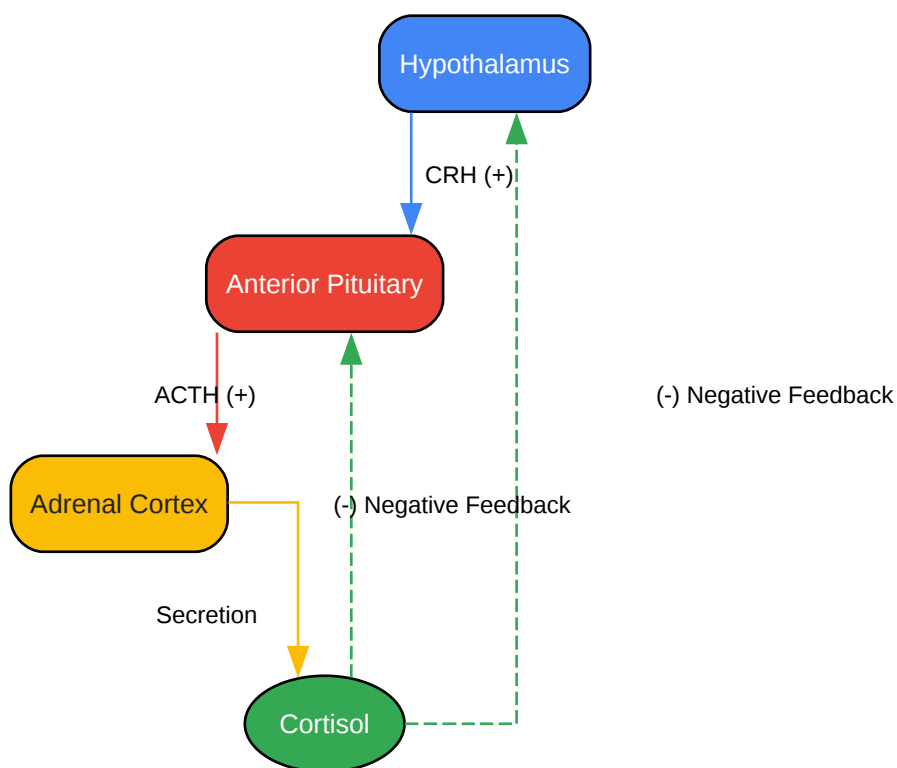 Hypothalamus
CRH (+)
Anterior Pituitary
ACTH (+)
(-) Negative Feedback
Adrenal Cortex
(-) Negative Feedback
Secretion
Cortisol